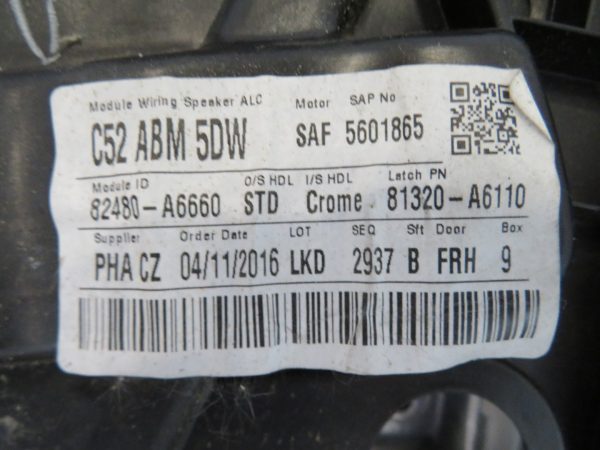 Module Wiring Speaker ALC Motor SAP No
C52 ABM 5DW SAF 5601865
Module ID O/S HDL I/S HDL Latch PN
82480-A6660 STD Crome 81320-A6110
Supplier Order Date LOT SEQ Sft Door Box
PHA CZ 04/11/2016 LKD 2937 B FRH 9